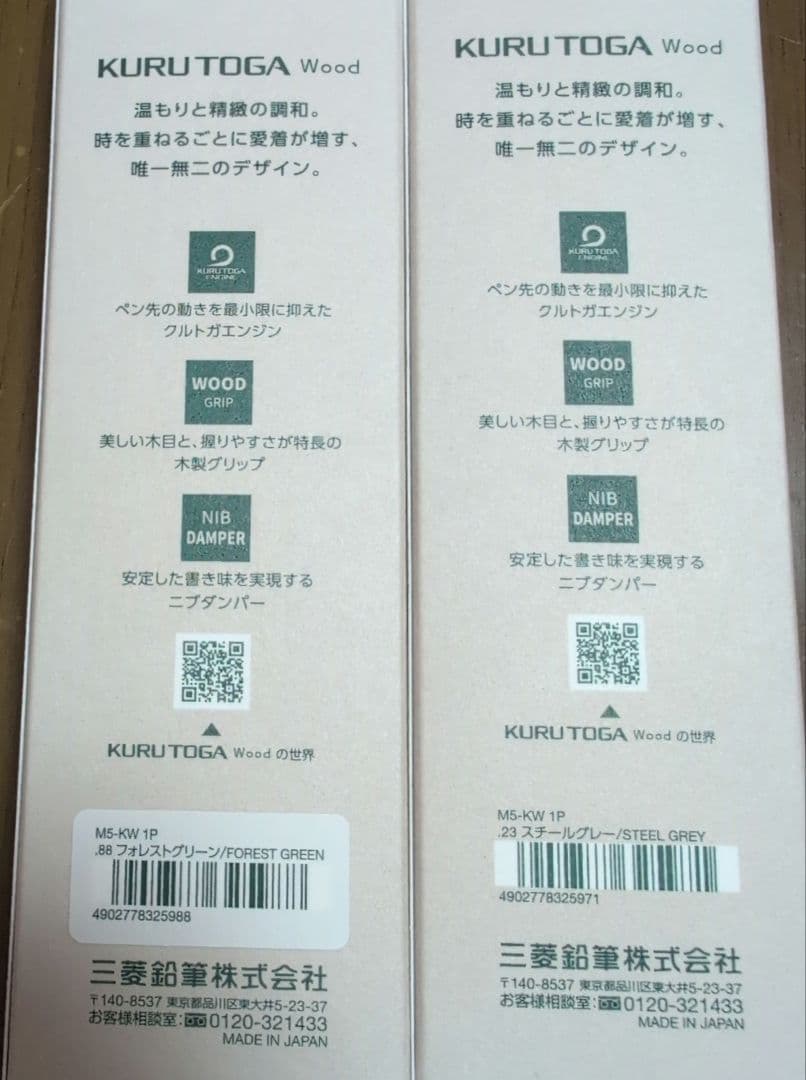 KURU TOGA Wood
温もりと精緻の調和。
時を重ねるごとに愛着が増す、
唯一無二のデザイン。
KURU TOGA
ENGINE
ペン先の動きを最小限に抑えた
クルトガエンジン
WOOD
GRIP
美しい木目と、握りやすさが特長の
木製グリップ
NIB
DAMPER
安定した書き味を実現する
ニブダンパー
KURU TOGA Wood の世界
M5-KW 1P
.88 フォレストグリーン/FOREST GREEN
4902778325988
三菱鉛筆株式会社
〒140-8537 東京都品川区東大井5-23-37
お客様相談室:0120-321433
MADE IN JAPAN
KURU TOGA Wood
温もりと精緻の調和。
時を重ねるごとに愛着が増す、
唯一無二のデザイン。
KURU TOGA
ENGINE
ペン先の動きを最小限に抑えた
クルトガエンジン
WOOD
GRIP
美しい木目と、握りやすさが特長の
木製グリップ
NIB
DAMPER
安定した書き味を実現する
ニブダンパー
KURU TOGA Wood の世界
M5-KW 1P
.23 スチールグレー/STEEL GREY
4902778325971
三菱鉛筆株式会社
〒140-8537 東京都品川区東大井5-23-37
お客様相談室:0120-321433
MADE IN JAPAN